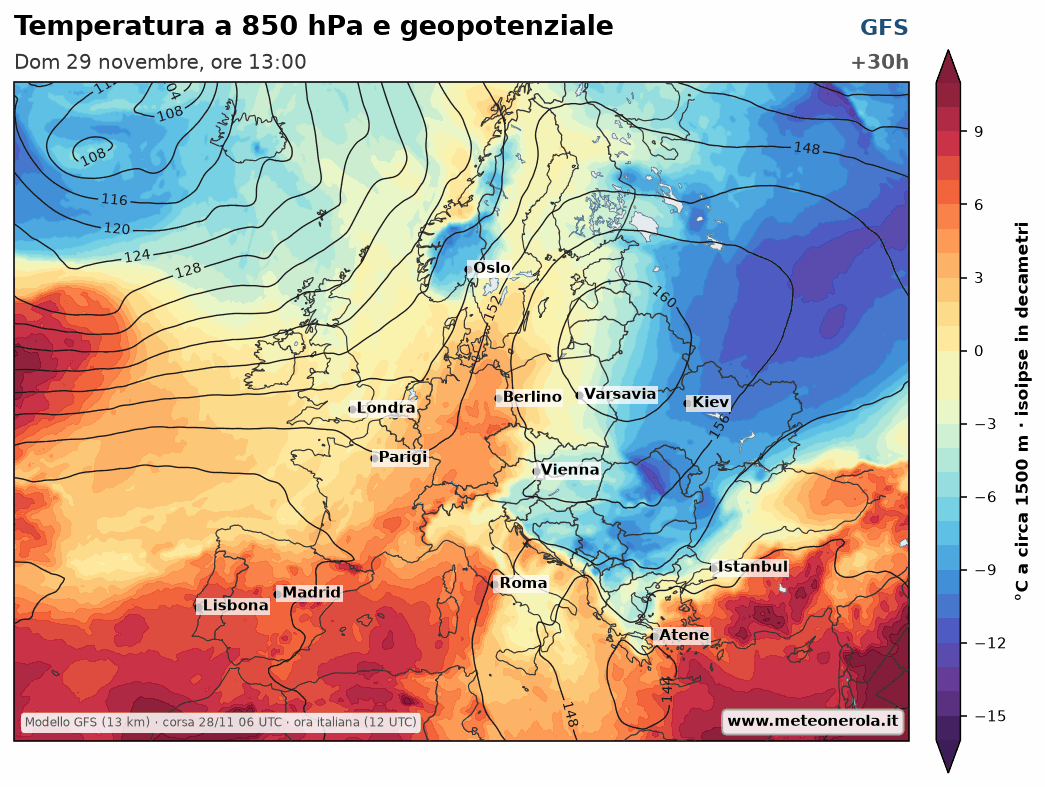 Temperatura a 850 hPa e geopotenziale
GFS
Dom 29 novembre, ore 13:00
+30h
108
108
116
120
124
128
148
160
156
148
Oslo
Londra
Berlino
Varsavia
Kiev
Parigi
Vienna
Roma
Madrid
Lisbona
Istanbul
Atene
9
6
3
0
−3
−6
−9
−12
−15
°C a circa 1500 m · isoipse in decametri
Modello GFS (13 km) · corsa 28/11 06 UTC · ora italiana (12 UTC)
www.meteonerola.it